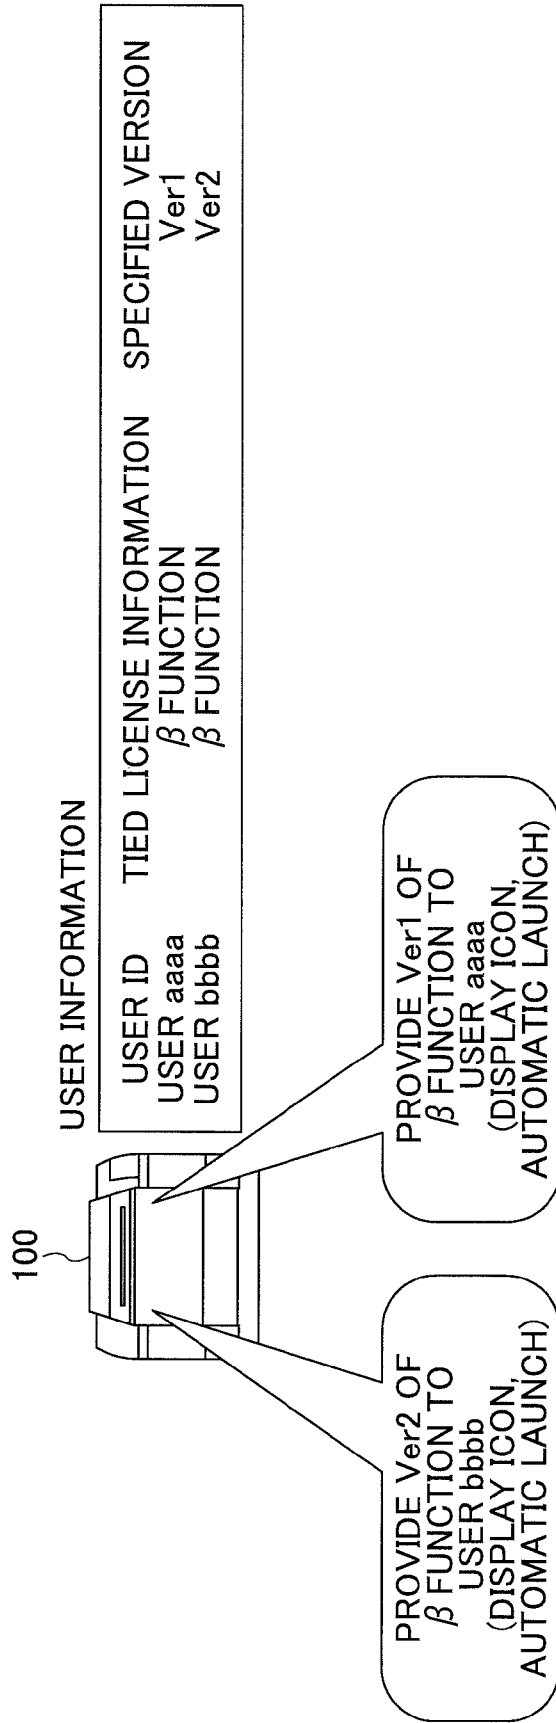 USER INFORMATION
USER ID TIED LICENSE INFORMATION SPECIFIED VERSION
USER aaaa β FUNCTION Ver1
USER bbbb β FUNCTION Ver2
100
PROVIDE Ver2 OF
β FUNCTION TO
USER bbbb
(DISPLAY ICON,
AUTOMATIC LAUNCH)
PROVIDE Ver1 OF
β FUNCTION TO
USER aaaa
(DISPLAY ICON,
AUTOMATIC LAUNCH)